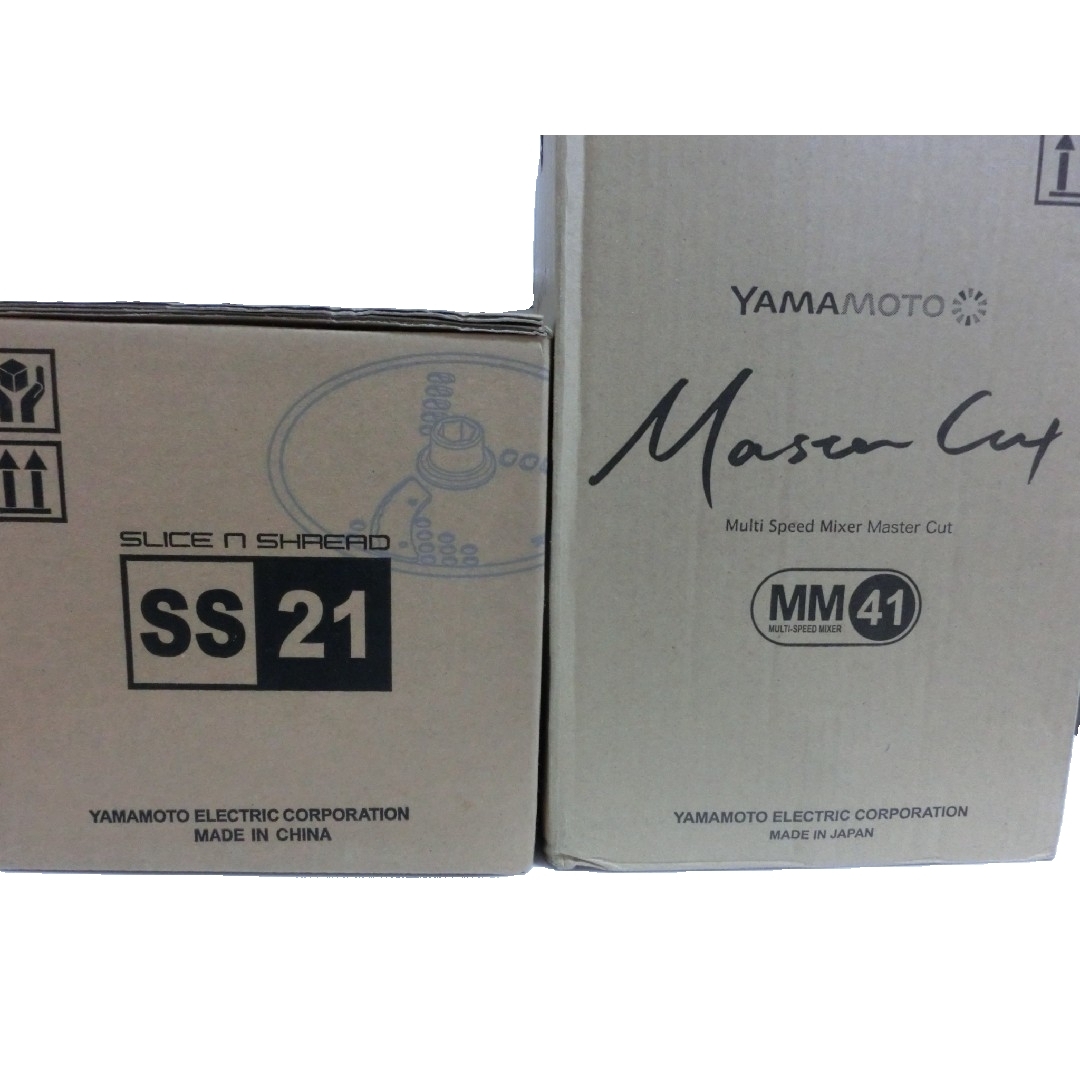 SLICE N SHREAD
SS 21
YAMAMOTO ELECTRIC CORPORATION
MADE IN CHINA
YAMAMOTO
Master Cut
Multi Speed Mixer Master Cut
MM 41
MULTI-SPEED MIXER
YAMAMOTO ELECTRIC CORPORATION
MADE IN JAPAN